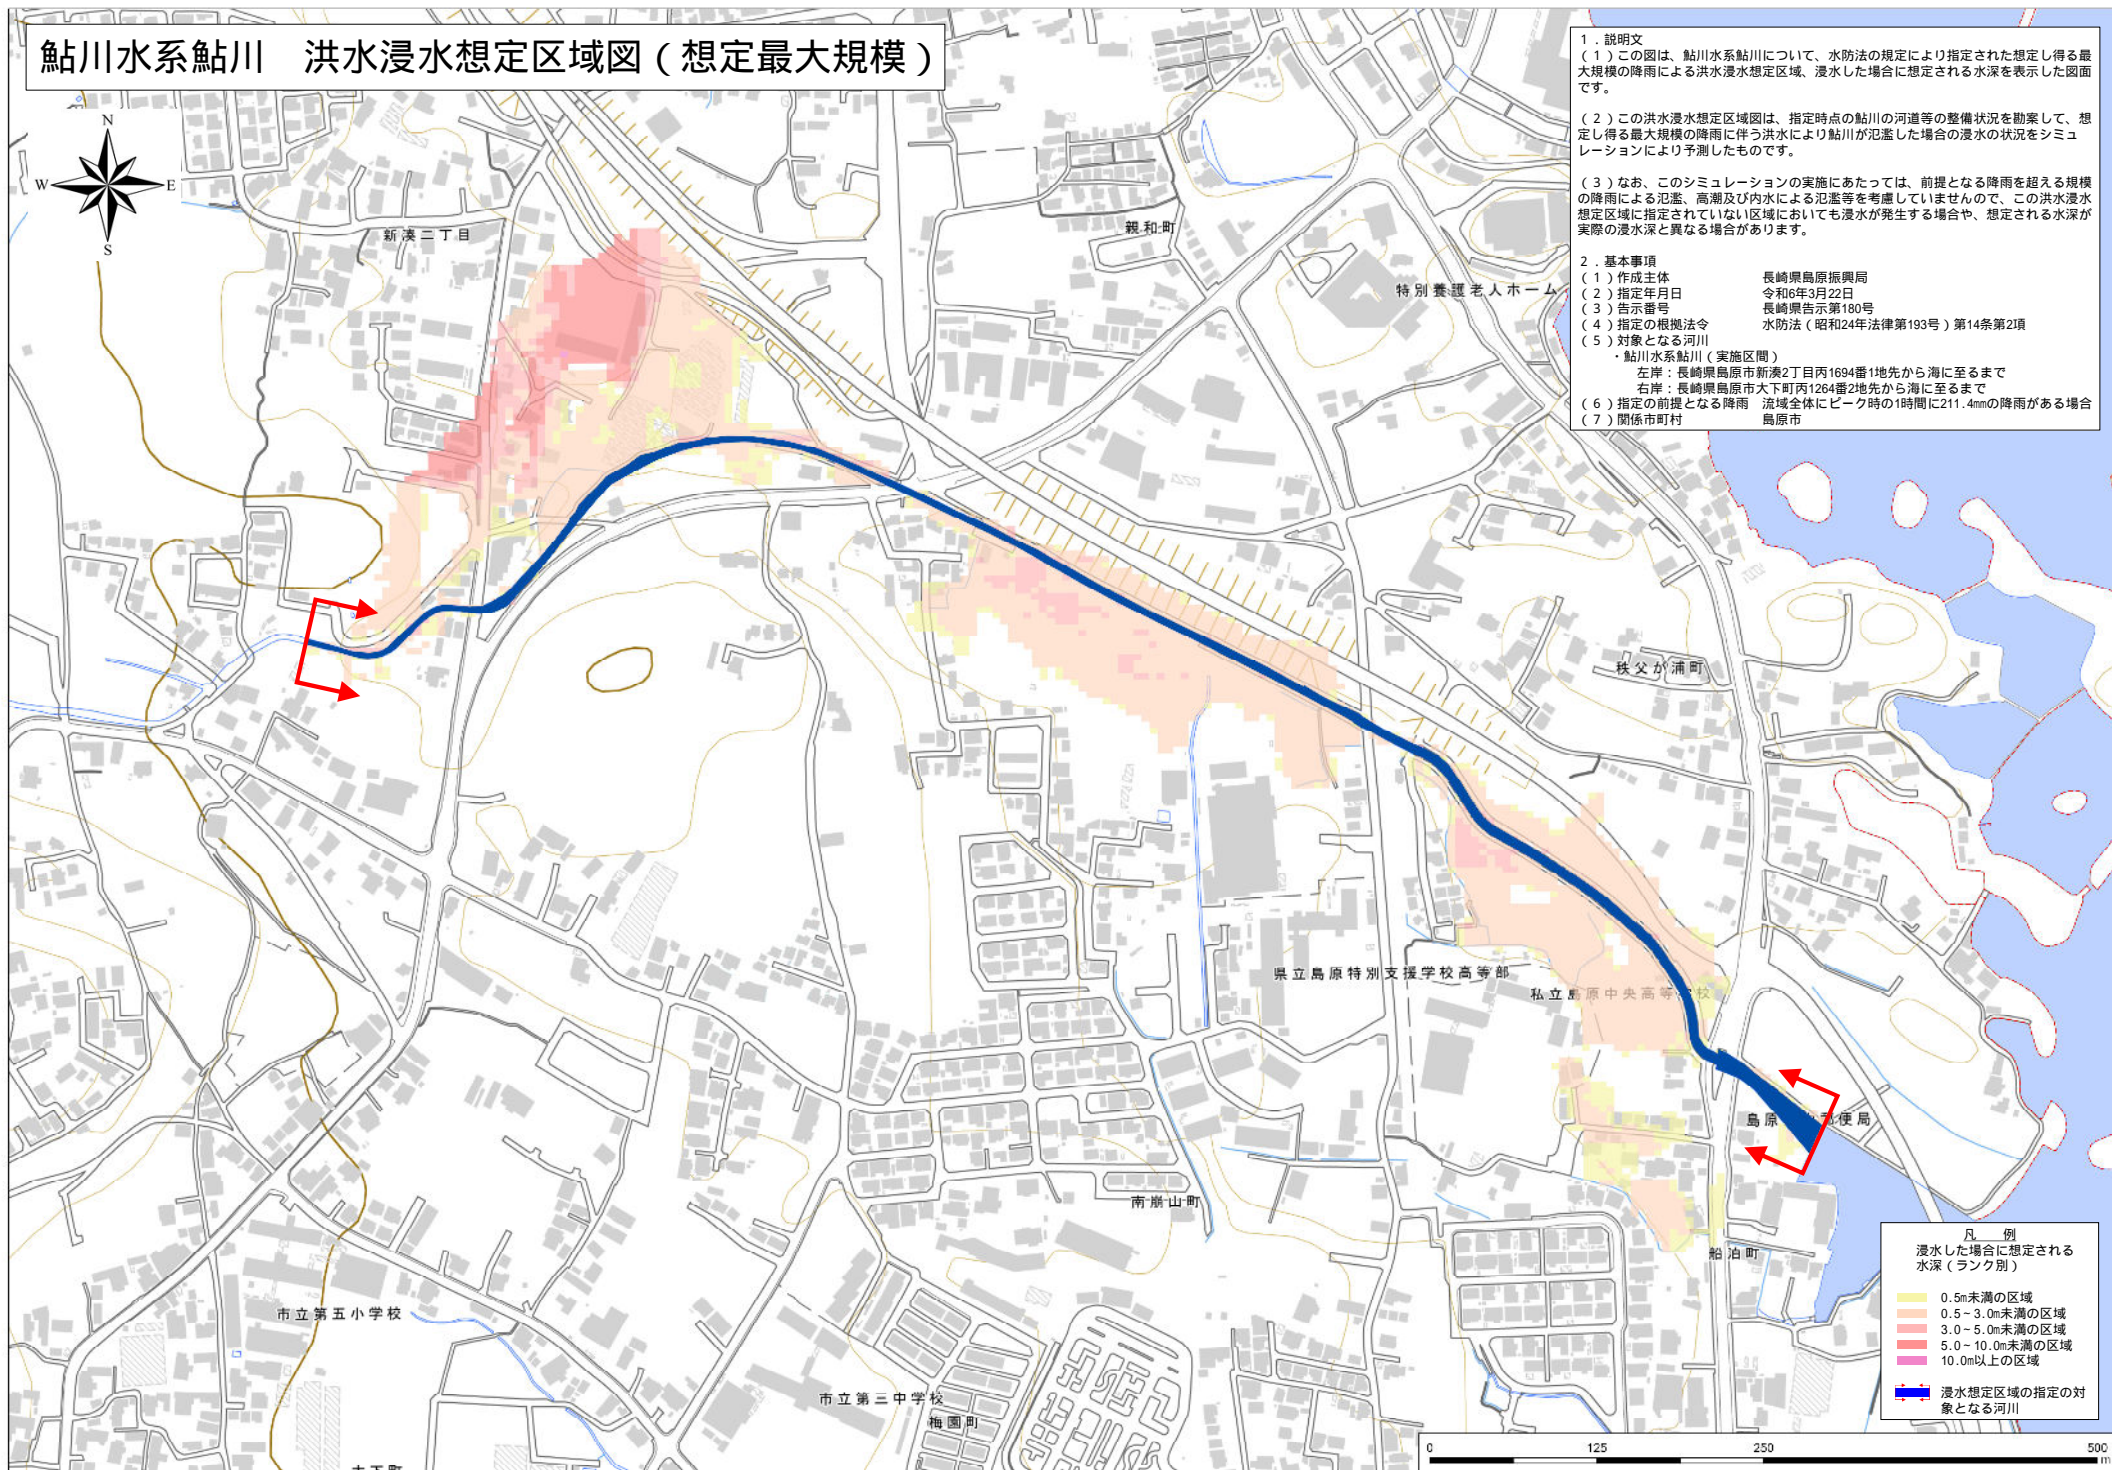 鮎川水系鮎川　洪水浸水想定区域図（想定最大規模）
N
W
E
S
1．説明文
（1）この図は、鮎川水系鮎川について、水防法の規定により指定された想定し得る最
大規模の降雨による洪水浸水想定区域、浸水した場合に想定される水深を表示した図面
です。
（2）この洪水浸水想定区域図は、指定時点の鮎川の河道等の整備状況を勘案して、想
定し得る最大規模の降雨に伴う洪水により鮎川が氾濫した場合の浸水の状況をシミュ
レーションにより予測したものです。
（3）なお、このシミュレーションの実施にあたっては、前提となる降雨を超える規模
の降雨による氾濫、高潮及び内水による氾濫等を考慮していませんので、この洪水浸水
想定区域に指定されていない区域においても浸水が発生する場合や、想定される水深が
実際の浸水深と異なる場合があります。
2．基本事項
（1）作成主体　長崎県島原振興局
（2）指定年月日　令和6年3月22日
（3）告示番号　長崎県告示第180号
（4）指定の根拠法令　水防法（昭和24年法律第193号）第14条第2項
（5）対象となる河川
・鮎川水系鮎川（実施区間）
左岸：長崎県島原市新湊2丁目丙1694番1地先から海に至るまで
右岸：長崎県島原市大下町丙1264番2地先から海に至るまで
（6）指定の前提となる降雨　流域全体にピーク時の1時間に211.4mmの降雨がある場合
（7）関係市町村　島原市
新湊二丁目
親和町
特別養護老人ホーム
秩父が浦町
県立島原特別支援学校高等部
私立島原中央高等学校
島原
便局
南崩山町
船泊町
市立第五小学校
市立第三中学校
梅園町
凡　例
浸水した場合に想定される
水深（ランク別）
0.5m未満の区域
0.5～3.0m未満の区域
3.0～5.0m未満の区域
5.0～10.0m未満の区域
10.0m以上の区域
浸水想定区域の指定の対
象となる河川
0
125
250
500
m